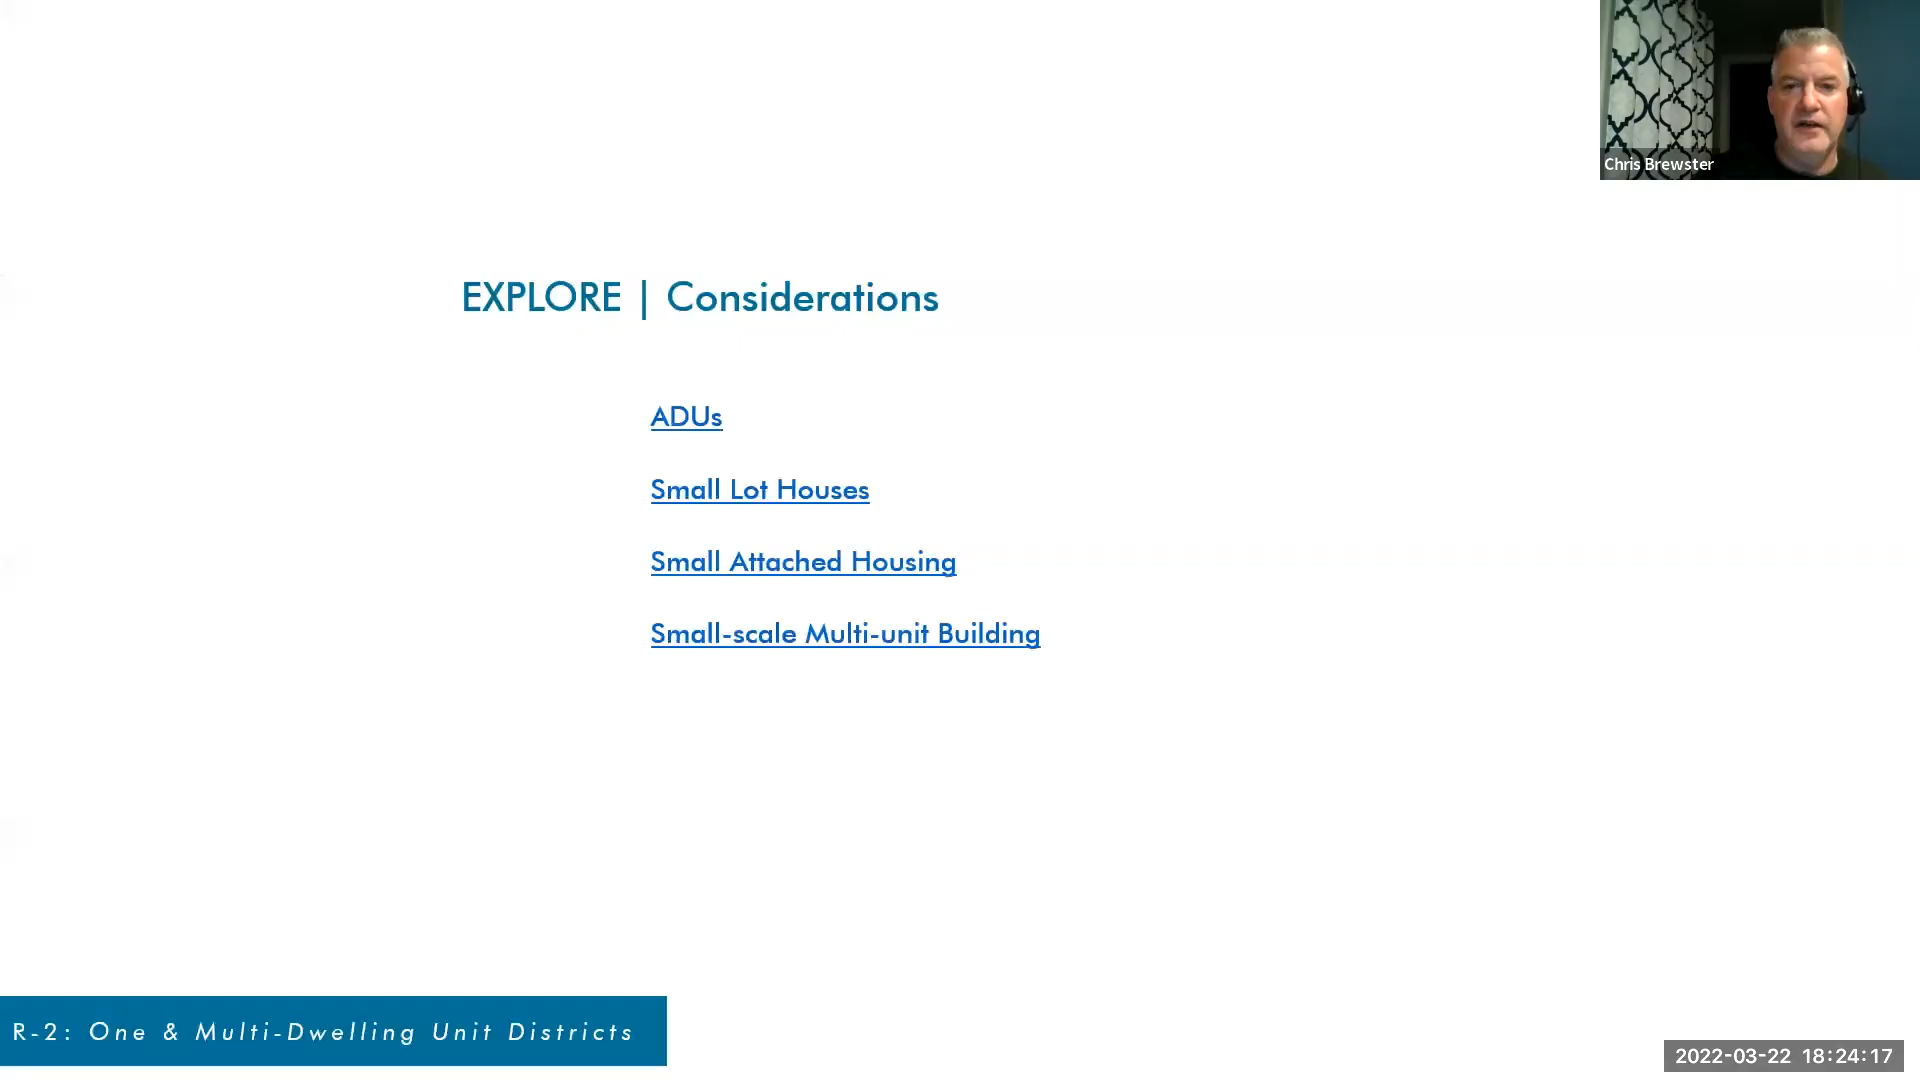 Chris Brewster
EXPLORE | Considerations
ADUs
Small Lot Houses
Small Attached Housing
Small-scale Multi-unit Building
R-2: One & Multi-Dwelling Unit Districts
2022-03-22 18:24:17